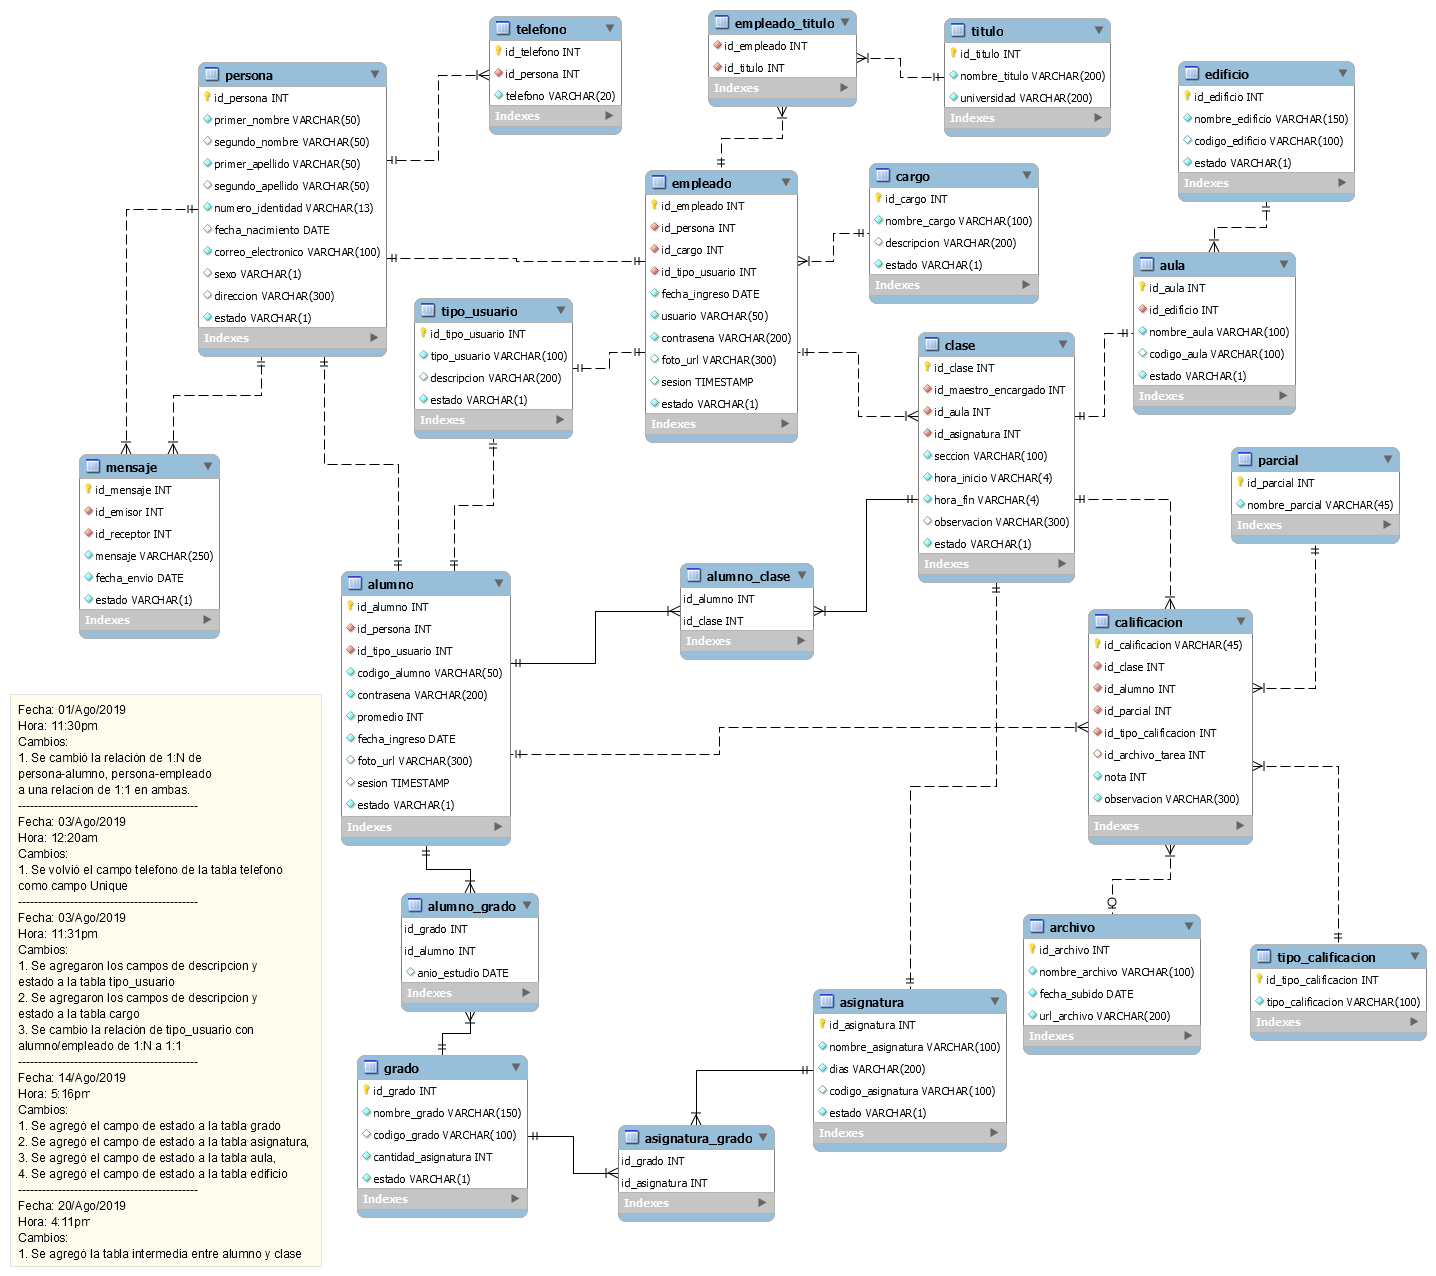 telefono
id_telefono INT
id_persona INT
telefono VARCHAR(20)
Indexes
empleado_titulo
id_empleado INT
id_titulo INT
Indexes
titulo
id_titulo INT
nombre_titulo VARCHAR(200)
universidad VARCHAR(200)
Indexes
persona
id_persona INT
primer_nombre VARCHAR(50)
segundo_nombre VARCHAR(50)
primer_apellido VARCHAR(50)
segundo_apellido VARCHAR(50)
numero_identidad VARCHAR(13)
fecha_nacimiento DATE
correo_electronico VARCHAR(100)
sexo VARCHAR(1)
direccion VARCHAR(300)
estado VARCHAR(1)
Indexes
edificio
id_edificio INT
nombre_edificio VARCHAR(150)
codigo_edificio VARCHAR(100)
estado VARCHAR(1)
Indexes
empleado
id_empleado INT
id_persona INT
id_cargo INT
id_tipo_usuario INT
fecha_ingreso DATE
usuario VARCHAR(50)
contrasena VARCHAR(200)
foto_url VARCHAR(300)
sesion TIMESTAMP
estado VARCHAR(1)
Indexes
cargo
id_cargo INT
nombre_cargo VARCHAR(100)
descripcion VARCHAR(200)
estado VARCHAR(1)
Indexes
aula
id_aula INT
id_edificio INT
nombre_aula VARCHAR(100)
codigo_aula VARCHAR(100)
estado VARCHAR(1)
Indexes
tipo_usuario
id_tipo_usuario INT
tipo_usuario VARCHAR(100)
descripcion VARCHAR(200)
estado VARCHAR(1)
Indexes
clase
id_clase INT
id_maestro_encargado INT
id_aula INT
id_asignatura INT
seccion VARCHAR(100)
hora_inicio VARCHAR(4)
hora_fin VARCHAR(4)
observacion VARCHAR(300)
estado VARCHAR(1)
Indexes
mensaje
id_mensaje INT
id_emisor INT
id_receptor INT
mensaje VARCHAR(250)
fecha_envio DATE
estado VARCHAR(1)
Indexes
parcial
id_parcial INT
nombre_parcial VARCHAR(45)
Indexes
alumno
id_alumno INT
id_persona INT
id_tipo_usuario INT
codigo_alumno VARCHAR(50)
contrasena VARCHAR(200)
promedio INT
fecha_ingreso DATE
foto_url VARCHAR(300)
sesion TIMESTAMP
estado VARCHAR(1)
Indexes
alumno_clase
id_alumno INT
id_clase INT
Indexes
calificacion
id_calificacion VARCHAR(45)
id_clase INT
id_alumno INT
id_parcial INT
id_tipo_calificacion INT
id_archivo_tarea INT
nota INT
observacion VARCHAR(300)
Indexes
Fecha: 01/Ago/2019
Hora: 11:30pm
Cambios:
1. Se cambió la relación de 1:N de
persona-alumno, persona-empleado
a una relacion de 1:1 en ambas.
---------------------------------------------
Fecha: 03/Ago/2019
Hora: 12:20am
Cambios:
1. Se volvió el campo telefono de la tabla telefono
como campo Unique
---------------------------------------------
Fecha: 03/Ago/2019
Hora: 11:31pm
Cambios:
1. Se agregaron los campos de descripcion y
estado a la tabla tipo_usuario
2. Se agregaron los campos de descripcion y
estado a la tabla cargo
3. Se cambio la relación de tipo_usuario con
alumno/empleado de 1:N a 1:1
---------------------------------------------
Fecha: 14/Ago/2019
Hora: 5:16pm
Cambios:
1. Se agregó el campo de estado a la tabla grado
2. Se agregó el campo de estado a la tabla asignatura,
3. Se agregó el campo de estado a la tabla aula,
4. Se agregó el campo de estado a la tabla edificio
---------------------------------------------
Fecha: 20/Ago/2019
Hora: 4:11pm
Cambios:
1. Se agregó la tabla intermedia entre alumno y clase
alumno_grado
id_grado INT
id_alumno INT
anio_estudio DATE
Indexes
archivo
id_archivo INT
nombre_archivo VARCHAR(100)
fecha_subido DATE
url_archivo VARCHAR(200)
Indexes
tipo_calificacion
id_tipo_calificacion INT
tipo_calificacion VARCHAR(100)
Indexes
asignatura
id_asignatura INT
nombre_asignatura VARCHAR(100)
dias VARCHAR(200)
codigo_asignatura VARCHAR(100)
estado VARCHAR(1)
Indexes
grado
id_grado INT
nombre_grado VARCHAR(150)
codigo_grado VARCHAR(100)
cantidad_asignatura INT
estado VARCHAR(1)
Indexes
asignatura_grado
id_grado INT
id_asignatura INT
Indexes